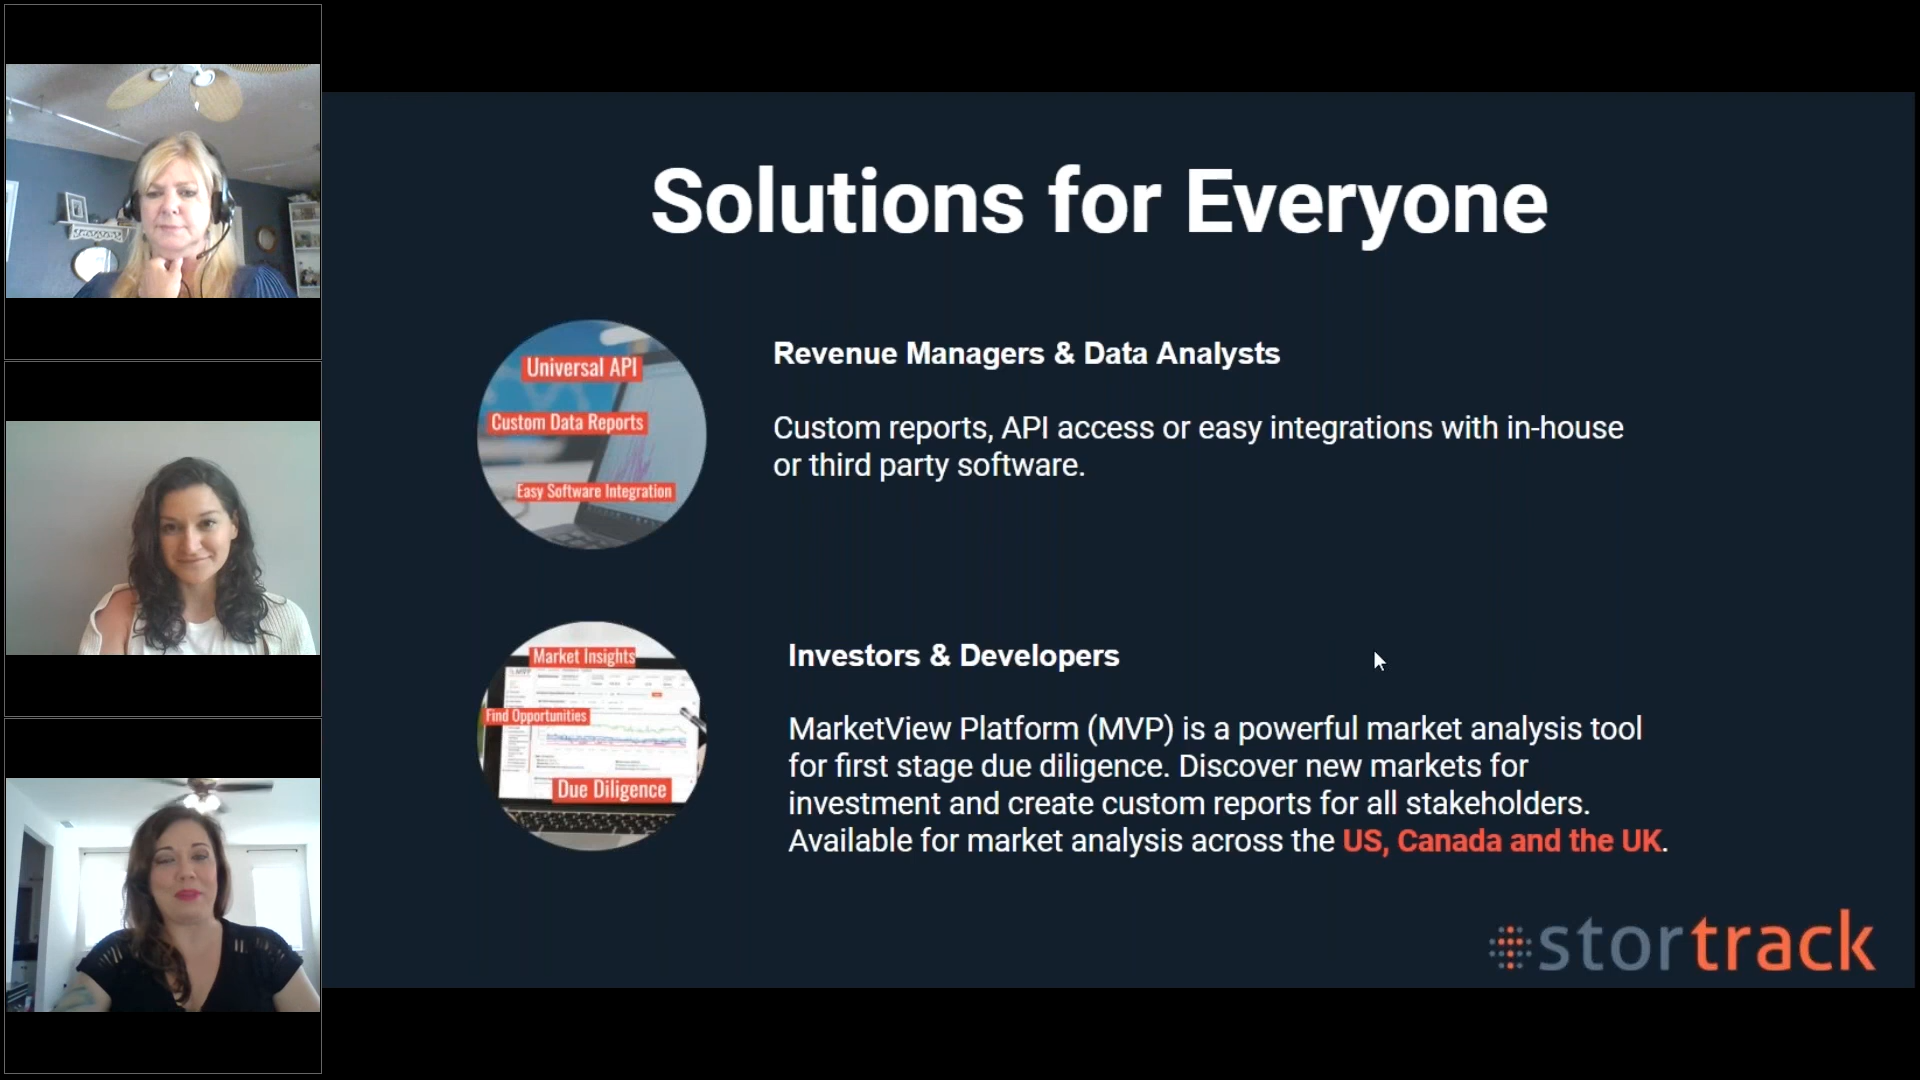 Solutions for Everyone
Universal API
Custom Data Reports
Easy Software Integration
Revenue Managers & Data Analysts
Custom reports, API access or easy integrations with in-house
or third party software.
Market Insights
Find Opportunities
Due Diligence
Investors & Developers
MarketView Platform (MVP) is a powerful market analysis tool
for first stage due diligence. Discover new markets for
investment and create custom reports for all stakeholders.
Available for market analysis across the US, Canada and the UK.
stortrack